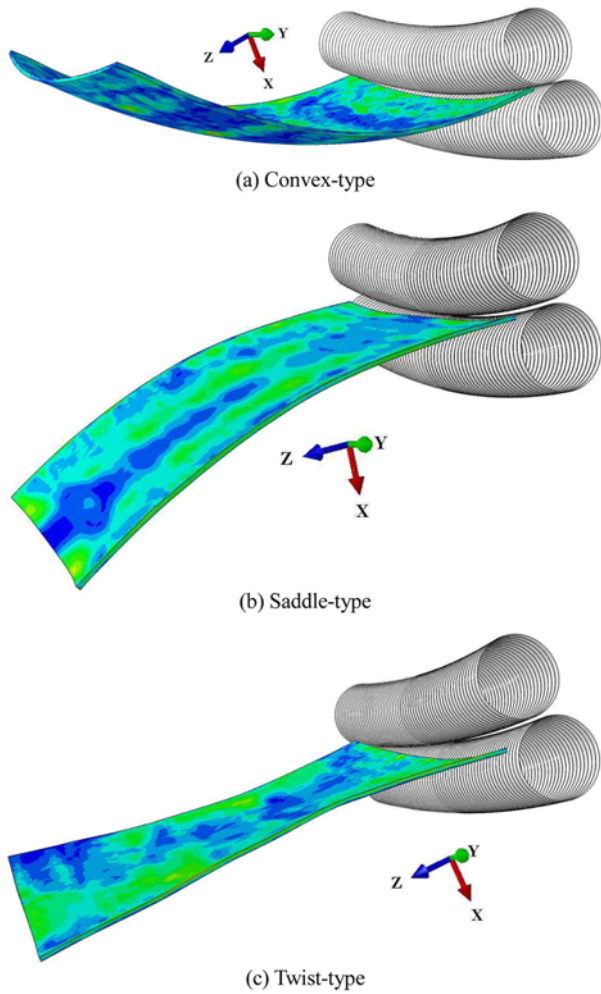 Z Y
X
(a) Convex-type
Z Y
X
(b) Saddle-type
Z Y
X
(c) Twist-type